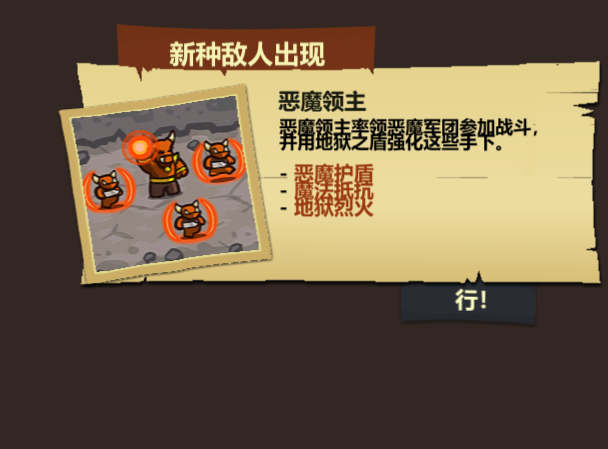 新种敌人出现
恶魔领主
恶魔领主率领恶魔军团参加战斗，
并用地狱之盾强化这些手下。
- 恶魔护盾
- 魔法抵抗
- 地狱烈火
行！